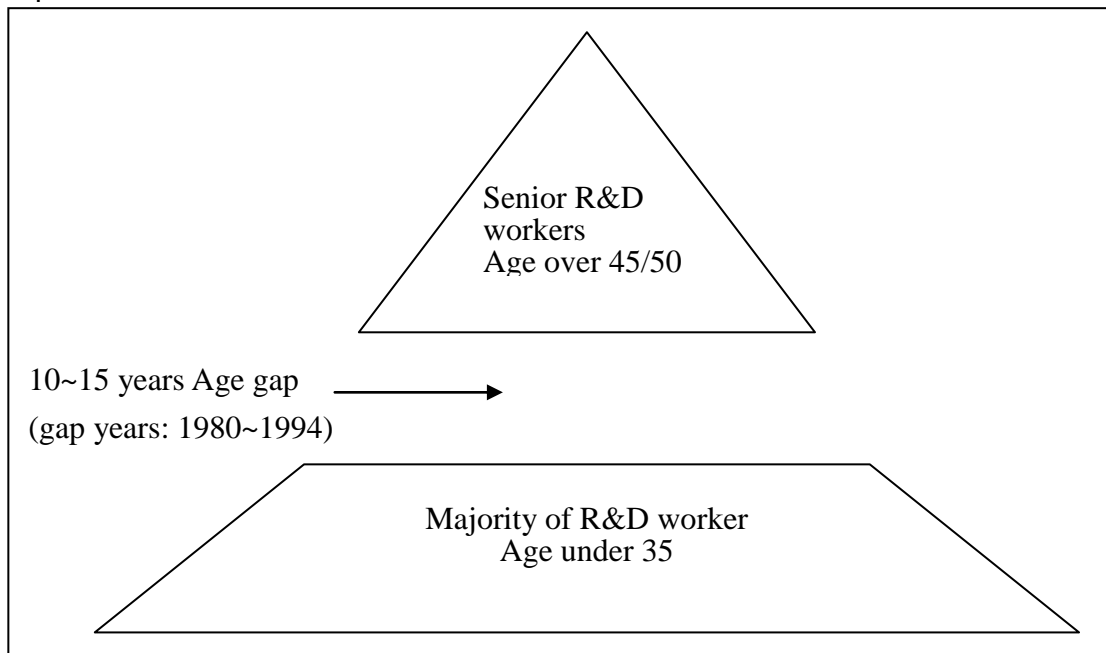 Senior R&D
workers
Age over 45/50
10~15 years Age gap
(gap years: 1980~1994)
Majority of R&D worker
Age under 35